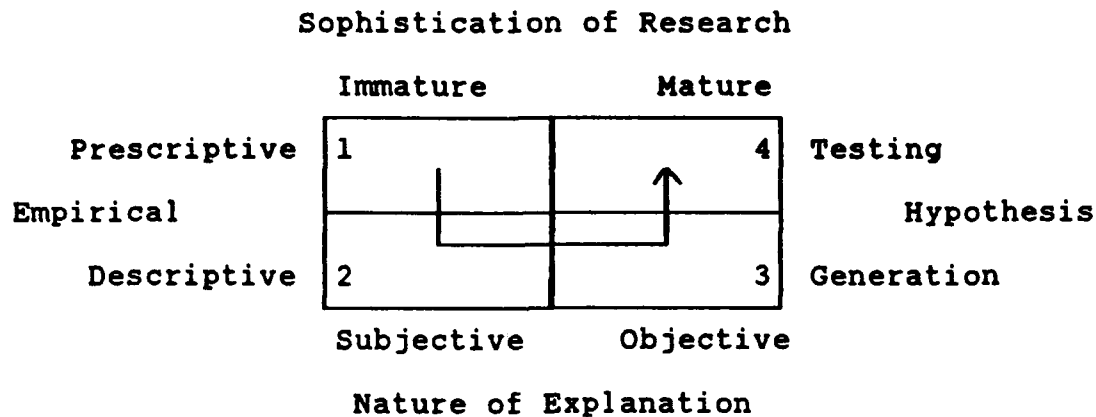 Sophistication of Research
Immature Mature
Prescriptive 1 4 Testing
Empirical Hypothesis
Descriptive 2 3 Generation
Subjective Objective
Nature of Explanation